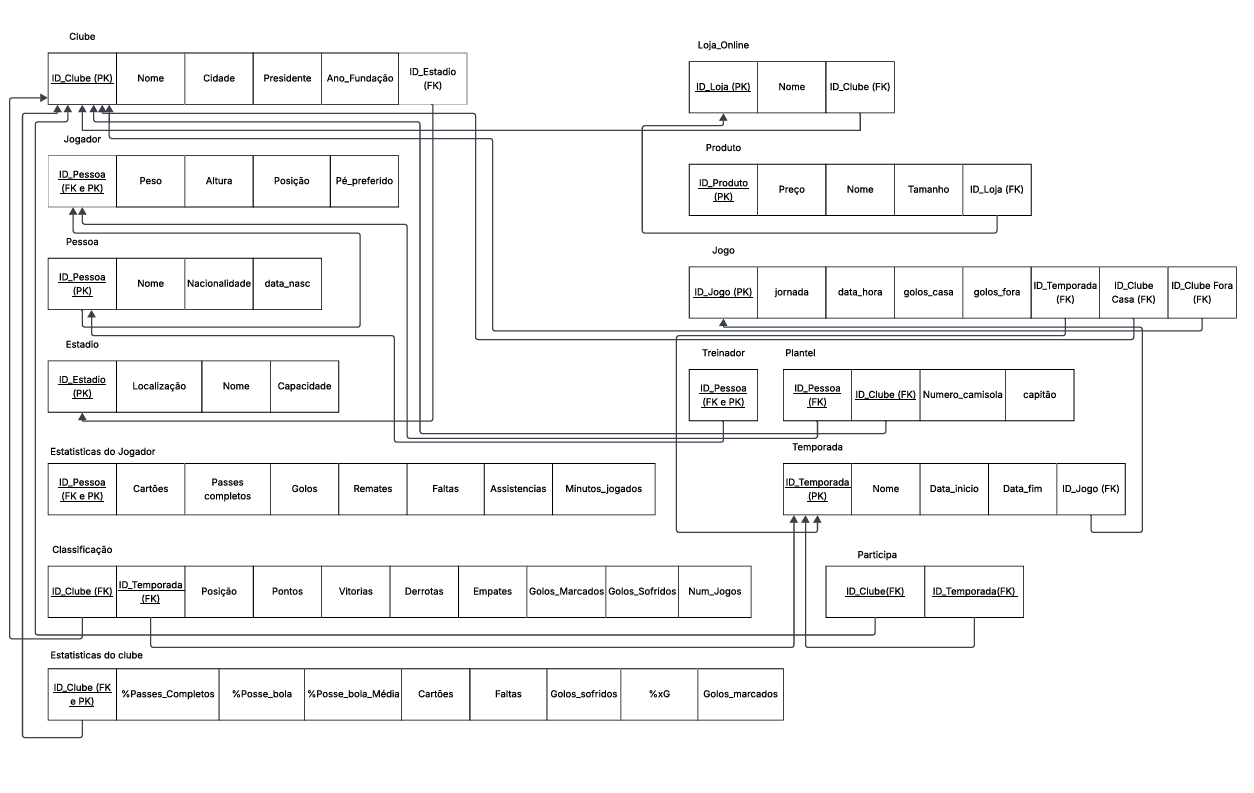 Clube
ID_Clube (PK) Nome Cidade Presidente Ano_Fundação ID_Estadio (FK)
Loja_Online
ID_Loja (PK) Nome ID_Clube (FK)
Jogador
ID_Pessoa (FK e PK) Peso Altura Posição Pé_preferido
Produto
ID_Produto (PK) Preço Nome Tamanho ID_Loja (FK)
Pessoa
ID_Pessoa (PK) Nome Nacionalidade data_nasc
Jogo
ID_Jogo (PK) jornada data_hora golos_casa golos_fora ID_Temporada (FK) ID_Clube Casa (FK) ID_Clube Fora (FK)
Estadio
ID_Estadio (PK) Localização Nome Capacidade
Treinador
ID_Pessoa (FK e PK)
Plantel
ID_Pessoa (FK) ID_Clube (FK) Numero_camisola capitão
Estatisticas do Jogador
ID_Pessoa (FK e PK) Cartões Passes completos Golos Remates Faltas Assistencias Minutos_jogados
Temporada
ID_Temporada (PK) Nome Data_inicio Data_fim ID_Jogo (FK)
Classificação
ID_Clube (FK) ID_Temporada (FK) Posição Pontos Vitorias Derrotas Empates Golos_Marcados Golos_Sofridos Num_Jogos
Participa
ID_Clube(FK) ID_Temporada(FK)
Estatisticas do clube
ID_Clube (FK e PK) %Passes_Completos %Posse_bola %Posse_bola_Média Cartões Faltas Golos_sofridos %xG Golos_marcados